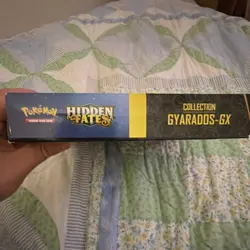 Pokémon
TRADING CARD GAME
HIDDEN
FATES
COLLECTION
GYARADOS-GX